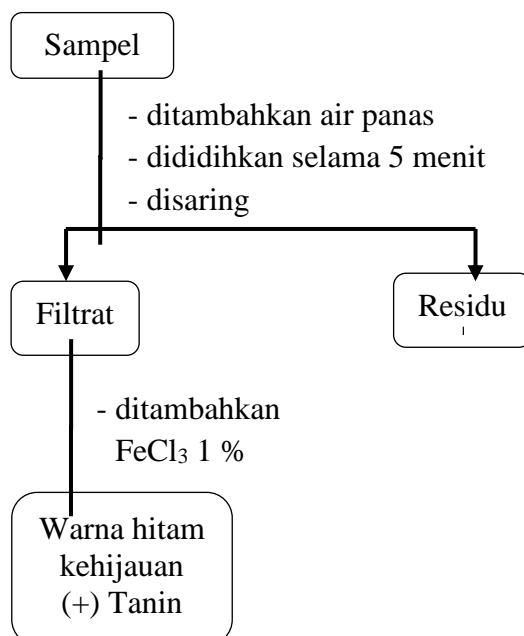 Sampel
- ditambahkan air panas
- dididihkan selama 5 menit
- disaring
Filtrat
Residu
- ditambahkan
FeCl₃ 1 %
Warna hitam
kehijauan
(+) Tanin